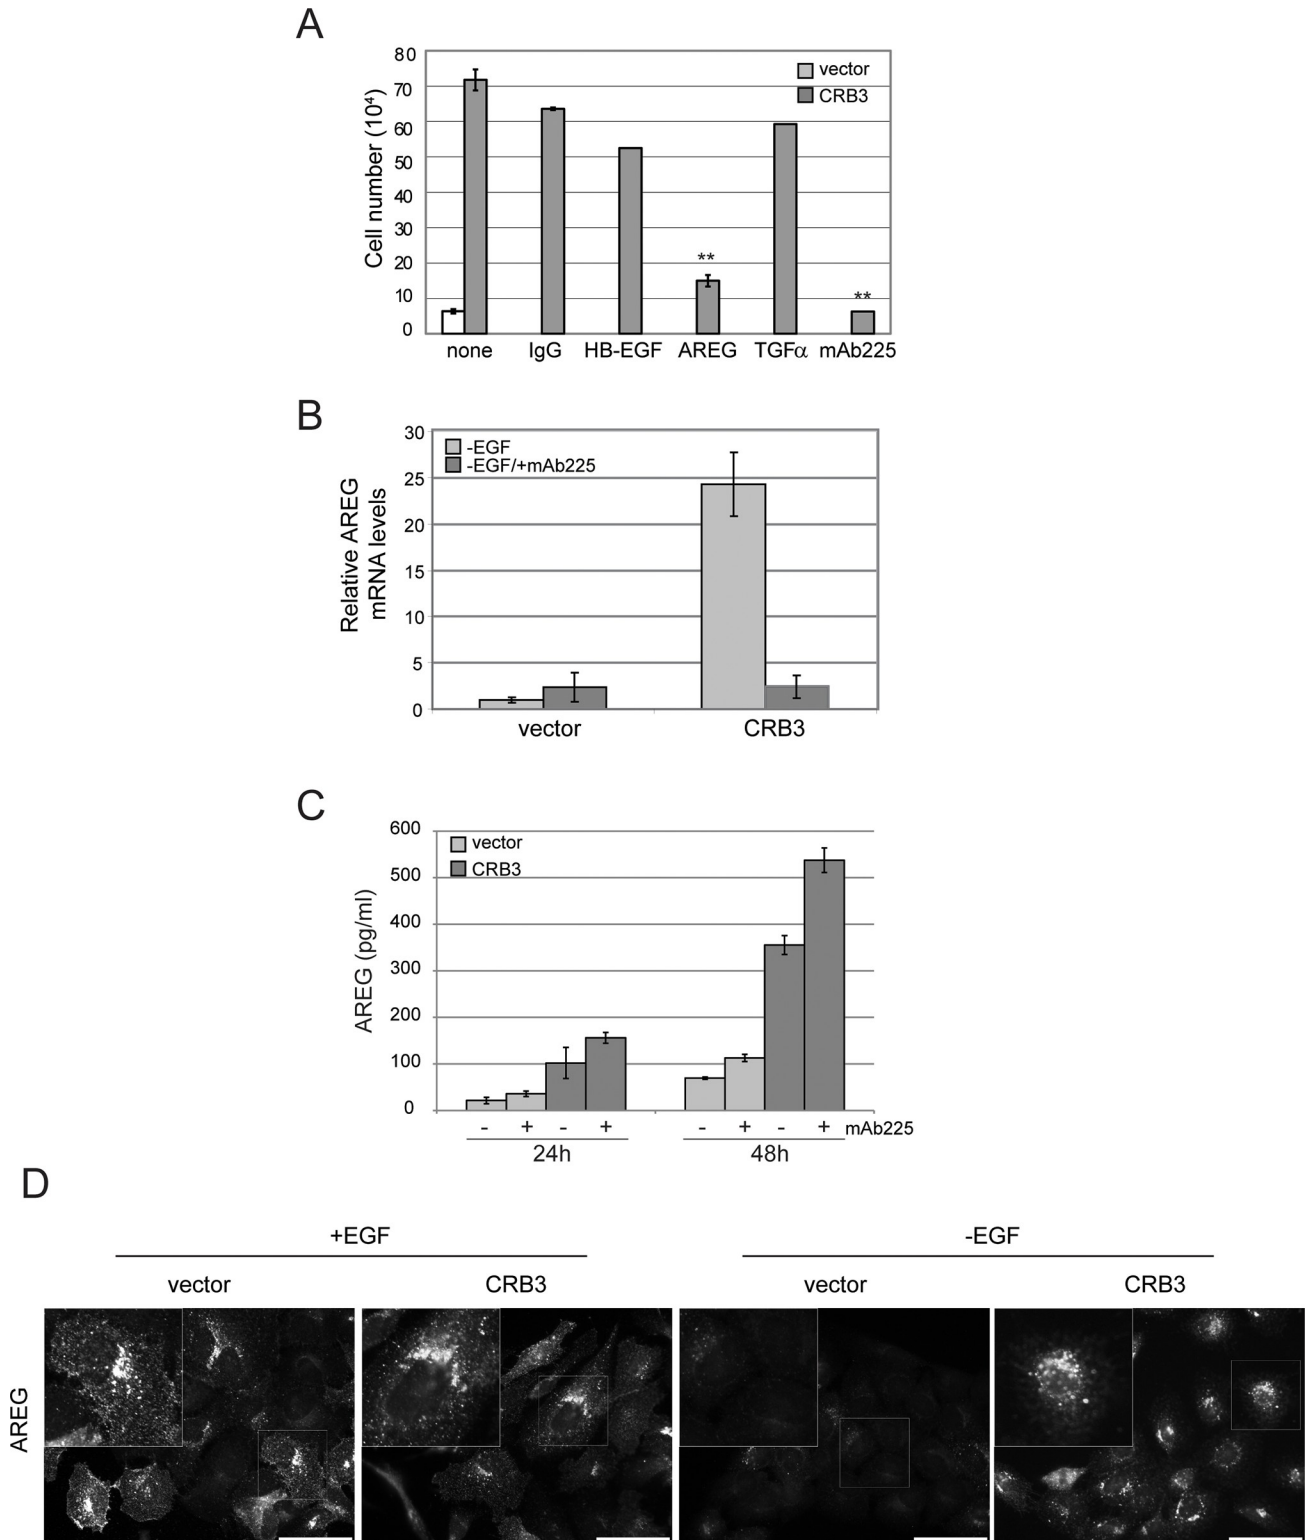 A
80
70
60
50
40
30
20
10
0
Cell number (10⁴)
vector
CRB3
**
**
none IgG HB-EGF AREG TGFα mAb225
B
30
25
20
15
10
5
0
Relative AREG
mRNA levels
-EGF
-EGF/+mAb225
vector CRB3
C
600
500
400
300
200
100
0
AREG (pg/ml)
vector
CRB3
- + - + - + - + mAb225
24h 48h
D
+EGF -EGF
vector CRB3 vector CRB3
AREG